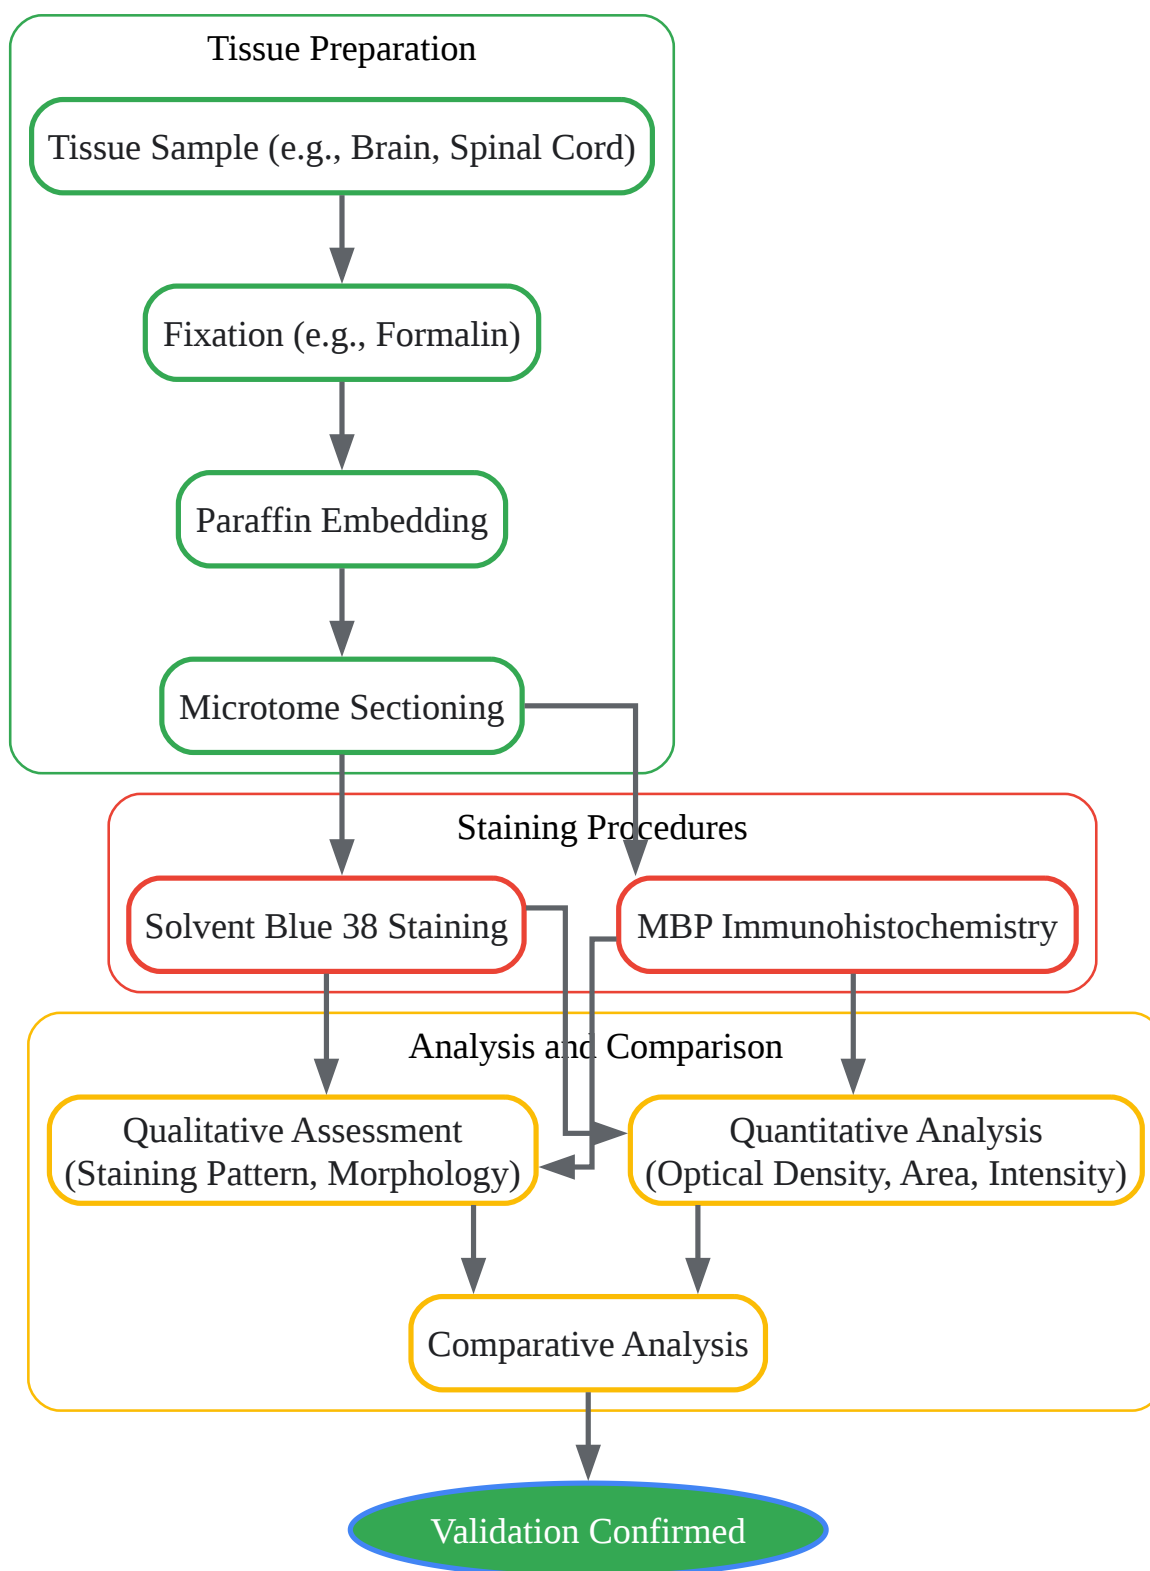 Tissue Preparation
Tissue Sample (e.g., Brain, Spinal Cord)
Fixation (e.g., Formalin)
Paraffin Embedding
Microtome Sectioning
Staining Procedures
Solvent Blue 38 Staining
MBP Immunohistochemistry
Analysis and Comparison
Qualitative Assessment
(Staining Pattern, Morphology)
Quantitative Analysis
(Optical Density, Area, Intensity)
Comparative Analysis
Validation Confirmed